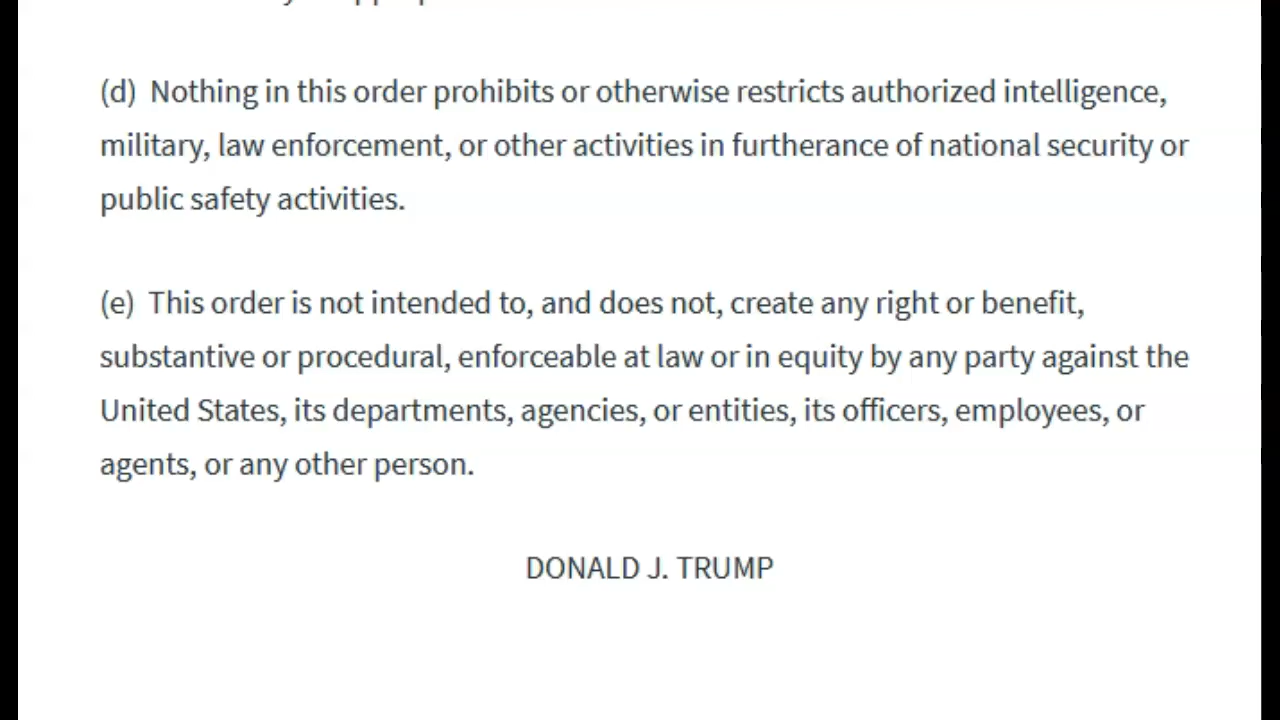 (d) Nothing in this order prohibits or otherwise restricts authorized intelligence,
military, law enforcement, or other activities in furtherance of national security or
public safety activities.
(e) This order is not intended to, and does not, create any right or benefit,
substantive or procedural, enforceable at law or in equity by any party against the
United States, its departments, agencies, or entities, its officers, employees, or
agents, or any other person.
DONALD J. TRUMP